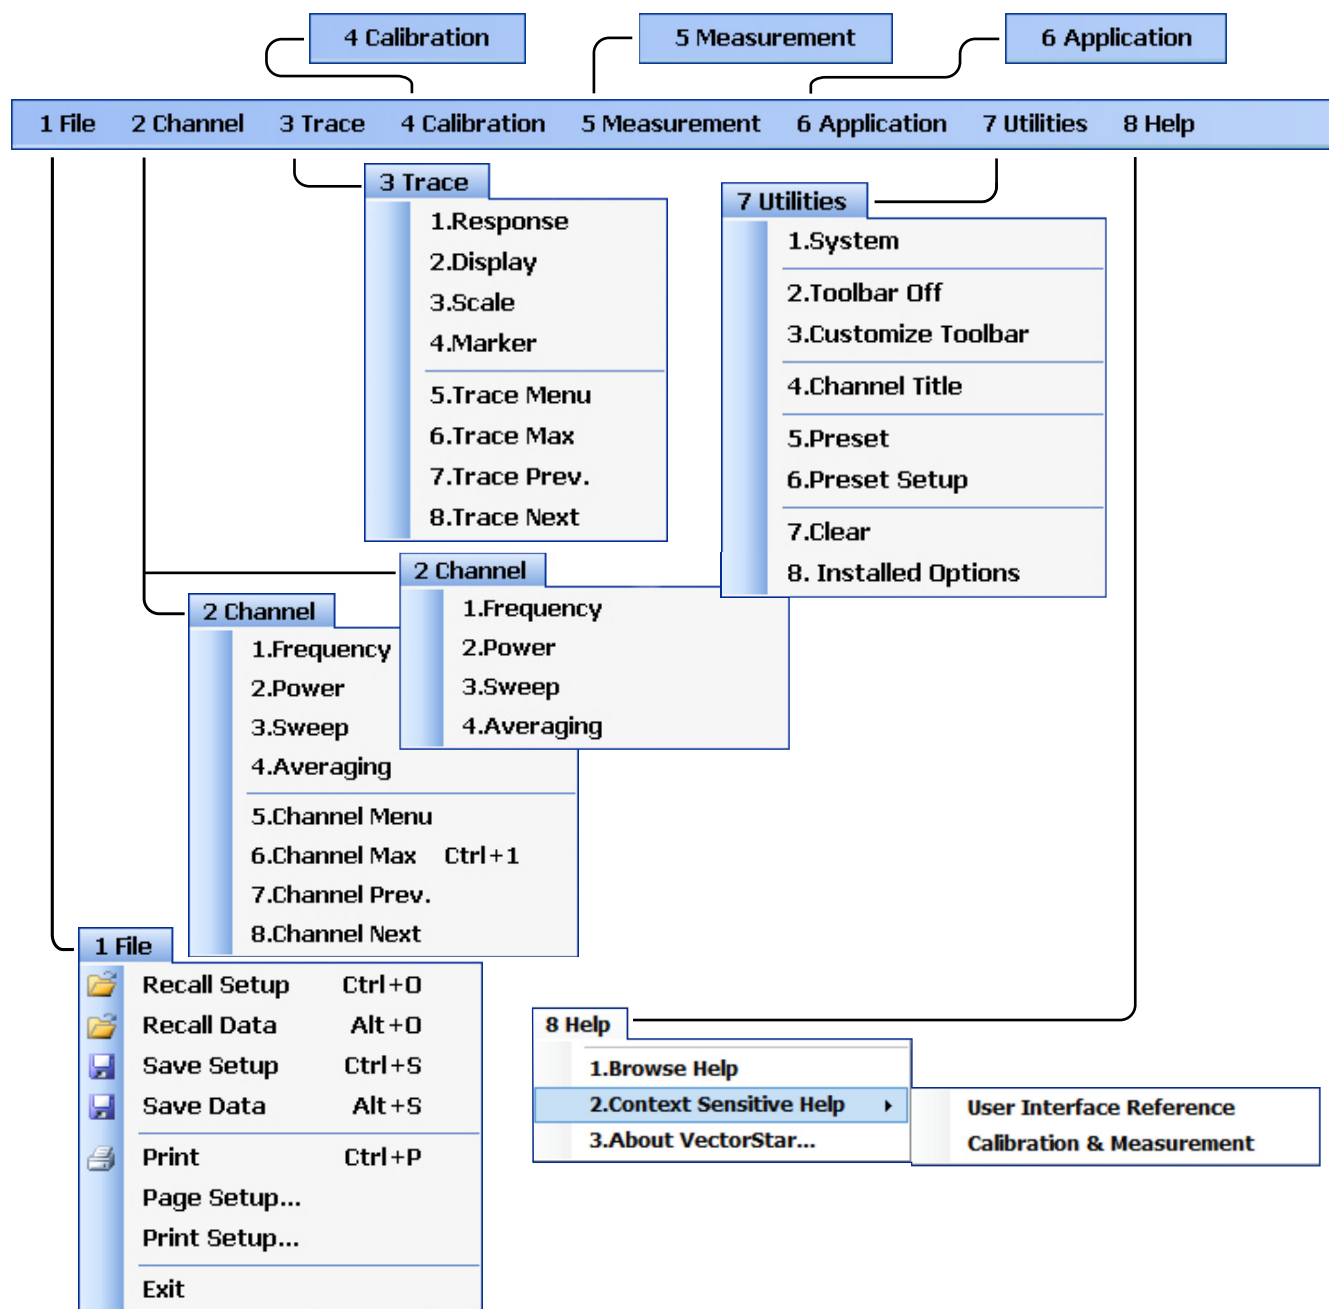 4 Calibration
5 Measurement
6 Application
1 File 2 Channel 3 Trace 4 Calibration 5 Measurement 6 Application 7 Utilities 8 Help
3 Trace
1.Response
2.Display
3.Scale
4.Marker
5.Trace Menu
6.Trace Max
7.Trace Prev.
8.Trace Next
7 Utilities
1.System
2.Toolbar Off
3.Customize Toolbar
4.Channel Title
5.Preset
6.Preset Setup
7.Clear
8. Installed Options
2 Channel
1.Frequency
2.Power
3.Sweep
4.Averaging
2 Channel
1.Frequency
2.Power
3.Sweep
4.Averaging
5.Channel Menu
6.Channel Max Ctrl+1
7.Channel Prev.
8.Channel Next
1 File
Recall Setup Ctrl+O
Recall Data Alt+O
Save Setup Ctrl+S
Save Data Alt+S
Print Ctrl+P
Page Setup...
Print Setup...
Exit
8 Help
1.Browse Help
2.Context Sensitive Help
3.About VectorStar...
User Interface Reference
Calibration & Measurement